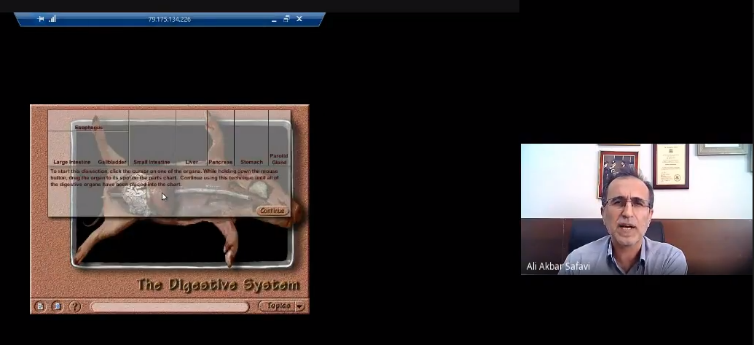 79.175.134.226
Esophagus
Large Intestine Gallbladder Small Intestine Liver Pancreas Stomach Parotid Gland
To start this dissection, click the cursor on one of the organs. While holding down the mouse
button, drag the organ to its spot on the parts chart. Continue using this technique until all of
the digestive organs have been placed into the chart.
Continue
The Digestive System
?
Topics
Ali Akbar Safavi